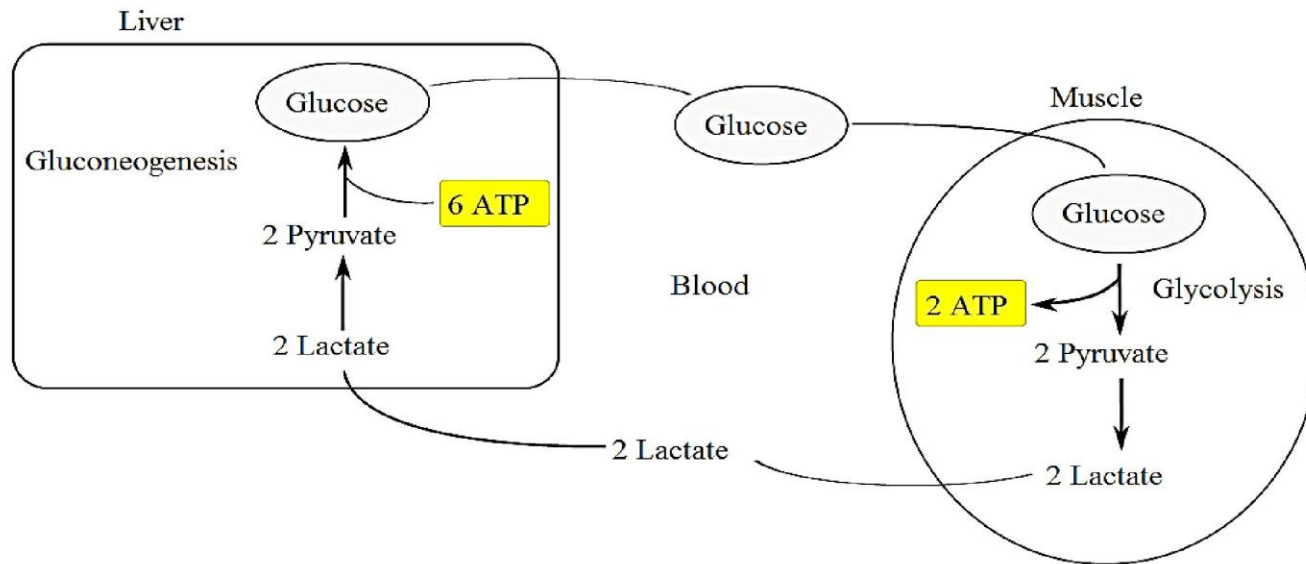 Liver
Glucose
Gluconeogenesis
6 ATP
2 Pyruvate
2 Lactate
Glucose
Blood
2 Lactate
Muscle
Glucose
Glycolysis
2 ATP
2 Pyruvate
2 Lactate